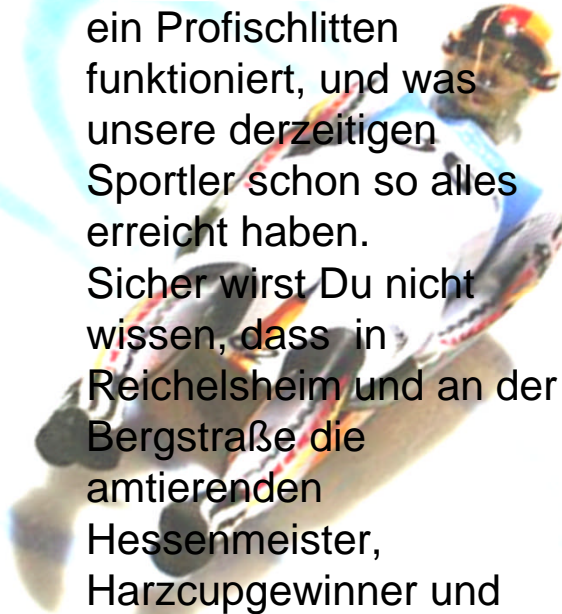 ein Profischlitten
funktioniert, und was
unsere derzeitigen
Sportler schon so alles
erreicht haben.
Sicher wirst Du nicht
wissen, dass  in
Reichelsheim und an der
Bergstraße die
amtierenden
Hessenmeister,
Harzcupgewinner und